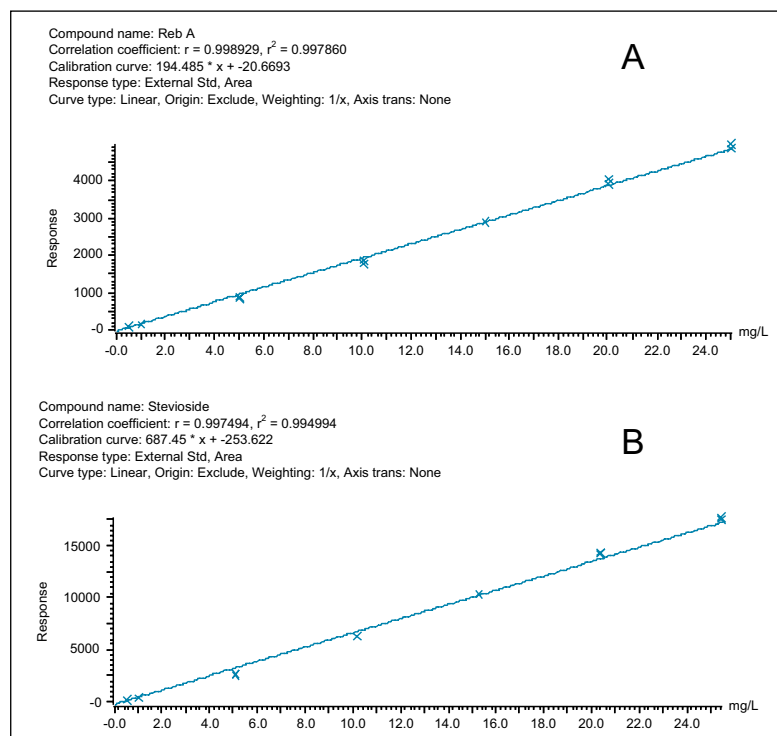 Compound name: Reb A
Correlation coefficient: r = 0.998929, r² = 0.997860
Calibration curve: 194.485 * x + -20.6693
Response type: External Std, Area
Curve type: Linear, Origin: Exclude, Weighting: 1/x, Axis trans: None
A
4000
3000
2000
1000
-0
Response
-0.0 2.0 4.0 6.0 8.0 10.0 12.0 14.0 16.0 18.0 20.0 22.0 24.0
mg/L
Compound name: Stevioside
Correlation coefficient: r = 0.997494, r² = 0.994994
Calibration curve: 687.45 * x + -253.622
Response type: External Std, Area
Curve type: Linear, Origin: Exclude, Weighting: 1/x, Axis trans: None
B
15000
10000
5000
-0
Response
-0.0 2.0 4.0 6.0 8.0 10.0 12.0 14.0 16.0 18.0 20.0 22.0 24.0
mg/L